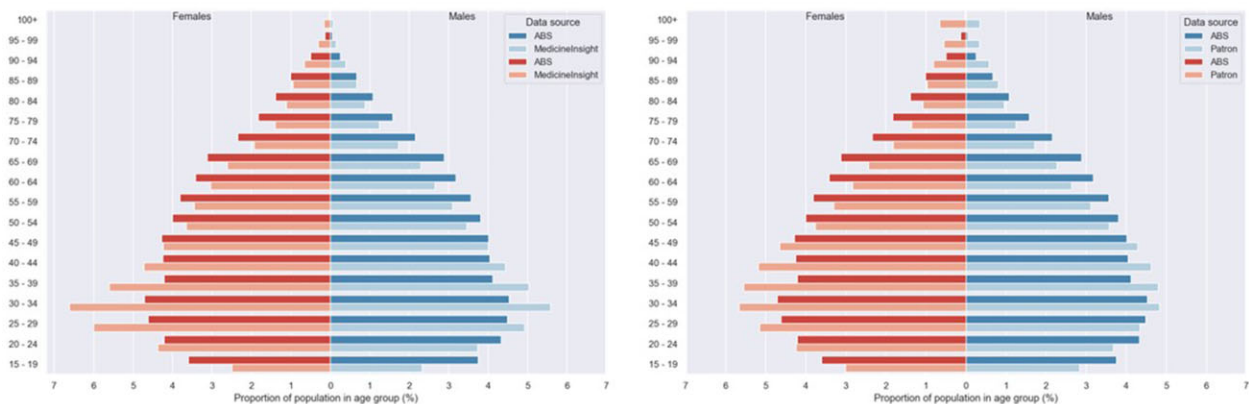 Females Males
Data source
ABS
MedicineInsight
ABS
MedicineInsight
100+
95 - 99
90 - 94
85 - 89
80 - 84
75 - 79
70 - 74
65 - 69
60 - 64
55 - 59
50 - 54
45 - 49
40 - 44
35 - 39
30 - 34
25 - 29
20 - 24
15 - 19
7 6 5 4 3 2 1 0 1 2 3 4 5 6 7
Proportion of population in age group (%)
Females Males
Data source
ABS
Patron
ABS
Patron
100+
95 - 99
90 - 94
85 - 89
80 - 84
75 - 79
70 - 74
65 - 69
60 - 64
55 - 59
50 - 54
45 - 49
40 - 44
35 - 39
30 - 34
25 - 29
20 - 24
15 - 19
7 6 5 4 3 2 1 0 1 2 3 4 5 6 7
Proportion of population in age group (%)